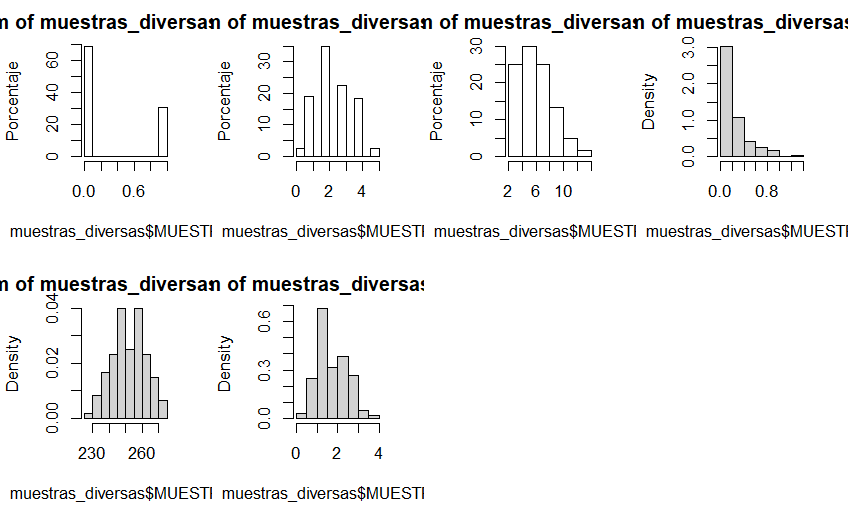 m of muestras_diversas
Porcentaje
0 20 40 60
0.0 0.6
muestras_diversas$MUESTI
n of muestras_diversas
Porcentaje
0 10 20 30
0 2 4
muestras_diversas$MUESTI
n of muestras_diversas
Porcentaje
0 10 20 30
2 6 10
muestras_diversas$MUESTI
n of muestras_diversas
Density
0.0 1.0 2.0 3.0
0.0 0.8
muestras_diversas$MUESTI
m of muestras_diversas
Density
0.00 0.02 0.04
230 260
muestras_diversas$MUESTI
n of muestras_diversas
Density
0.0 0.3 0.6
0 2 4
muestras_diversas$MUESTI